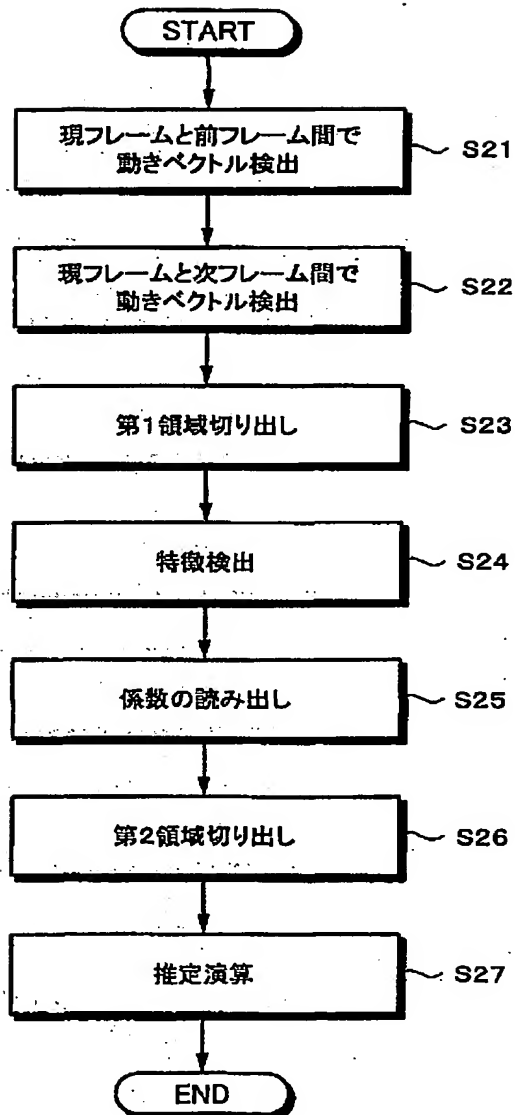 START
現フレームと前フレーム間で
動きベクトル検出
S21
現フレームと次フレーム間で
動きベクトル検出
S22
第1領域切り出し
S23
特徴検出
S24
係数の読み出し
S25
第2領域切り出し
S26
推定演算
S27
END